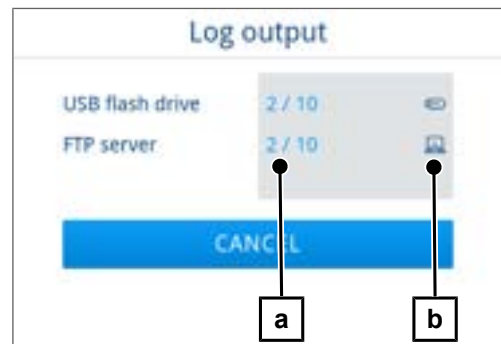 Log output
USB flash drive 2 / 10
FTP server 2 / 10
CANCEL
a b